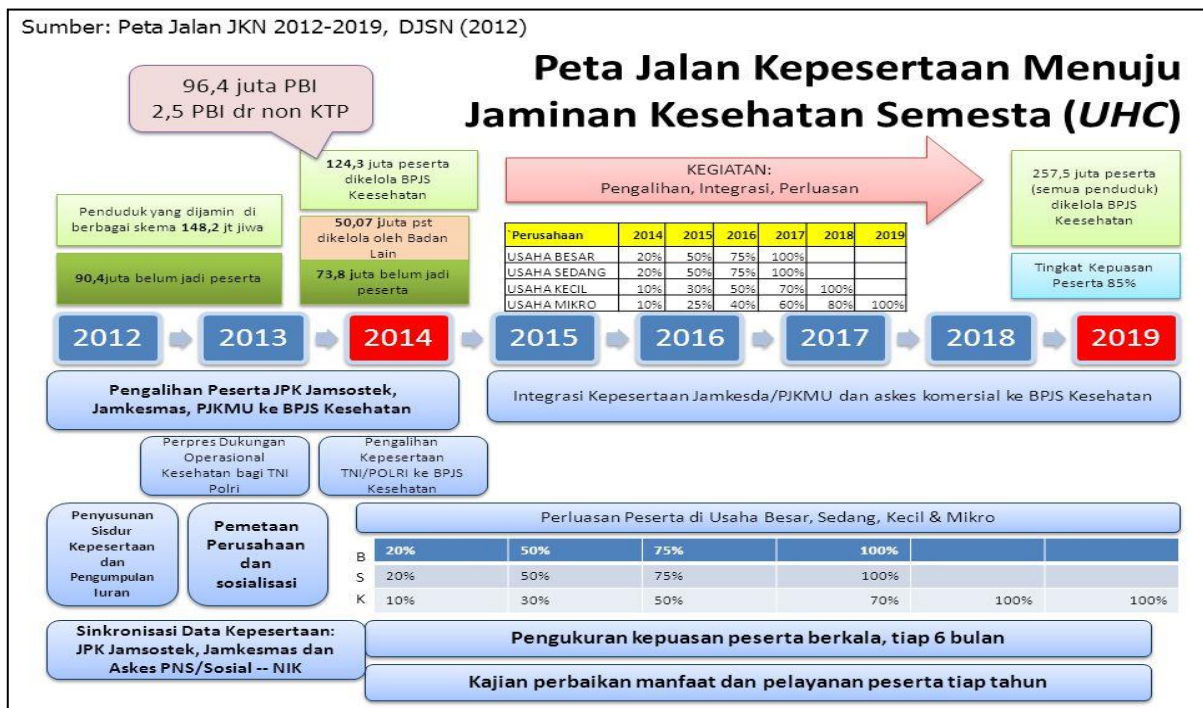 Sumber: Peta Jalan JKN 2012-2019, DJSN (2012)
Peta Jalan Kepesertaan Menuju
Jaminan Kesehatan Semesta (UHC)
96,4 juta PBI
2,5 PBI dr non KTP
Penduduk yang dijamin di
berbagai skema 148,2 jt jiwa
90,4juta belum jadi peserta
124,3 juta peserta
dikelola BPJS
Keesehatan
50,07 jJuta pst
dikelola oleh Badan
Lain
73,8 juta belum jadi
peserta
KEGIATAN:
Pengalihan, Integrasi, Perluasan
`Perusahaan 2014 2015 2016 2017 2018 2019
USAHA BESAR 20% 50% 75% 100%
USAHA SEDANG 20% 50% 75% 100%
USAHA KECIL 10% 30% 50% 70% 100%
USAHA MIKRO 10% 25% 40% 60% 80% 100%
257,5 juta peserta
(semua penduduk)
dikelola BPJS
Keesehatan
Tingkat Kepuasan
Peserta 85%
2012 2013 2014 2015 2016 2017 2018 2019
Pengalihan Peserta JPK Jamsostek,
Jamkesmas, PJKMU ke BPJS Kesehatan
Integrasi Kepesertaan Jamkesda/PJKMU dan askes komersial ke BPJS Kesehatan
Perpres Dukungan
Operasional
Kesehatan bagi TNI
Polri
Pengalihan
Kepesertaan
TNI/POLRI ke BPJS
Kesehatan
Penyusunan
Sisdur
Kepesertaan
dan
Pengumpulan
Iuran
Pemetaan
Perusahaan
dan
sosialisasi
Perluasan Peserta di Usaha Besar, Sedang, Kecil & Mikro
B 20% 50% 75% 100%
S 20% 50% 75% 100%
K 10% 30% 50% 70% 100% 100%
Sinkronisasi Data Kepesertaan:
JPK Jamsostek, Jamkesmas dan
Askes PNS/Sosial -- NIK
Pengukuran kepuasan peserta berkala, tiap 6 bulan
Kajian perbaikan manfaat dan pelayanan peserta tiap tahun